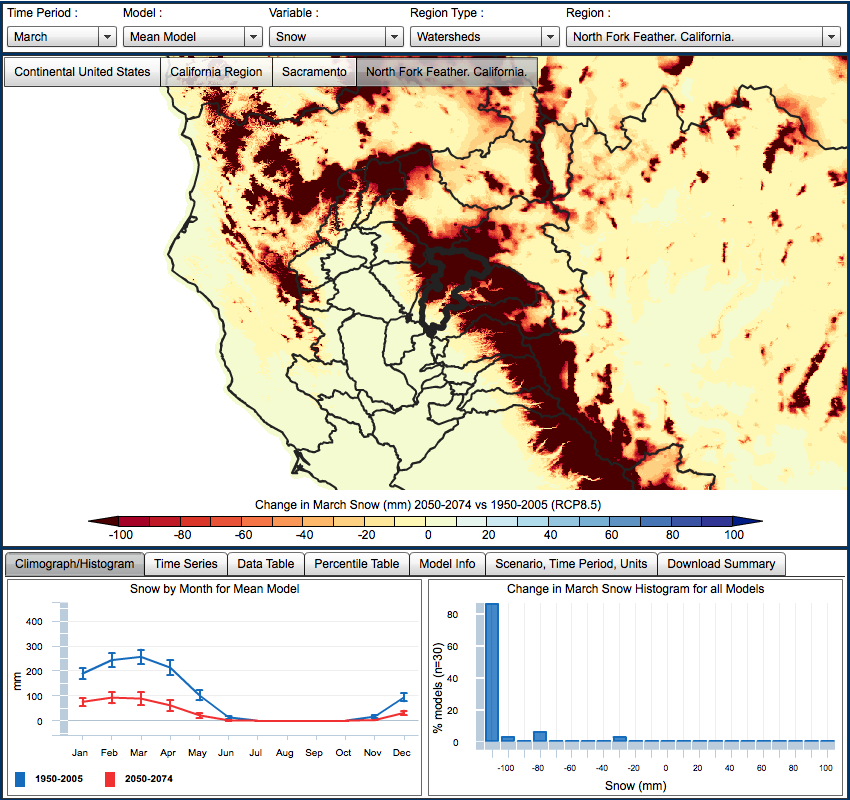 Time Period : Model : Variable : Region Type : Region :
March Mean Model Snow Watersheds North Fork Feather. California.
Continental United States California Region Sacramento North Fork Feather. California.
Change in March Snow (mm) 2050-2074 vs 1950-2005 (RCP8.5)
-100 -80 -60 -40 -20 0 20 40 60 80 100
Climograph/Histogram Time Series Data Table Percentile Table Model Info Scenario, Time Period, Units Download Summary
Snow by Month for Mean Model
mm
400
300
200
100
0
Jan Feb Mar Apr May Jun Jul Aug Sep Oct Nov Dec
1950-2005 2050-2074
Change in March Snow Histogram for all Models
% models (n=30)
80
60
40
20
0
-100 -80 -60 -40 -20 0 20 40 60 80 100
Snow (mm)